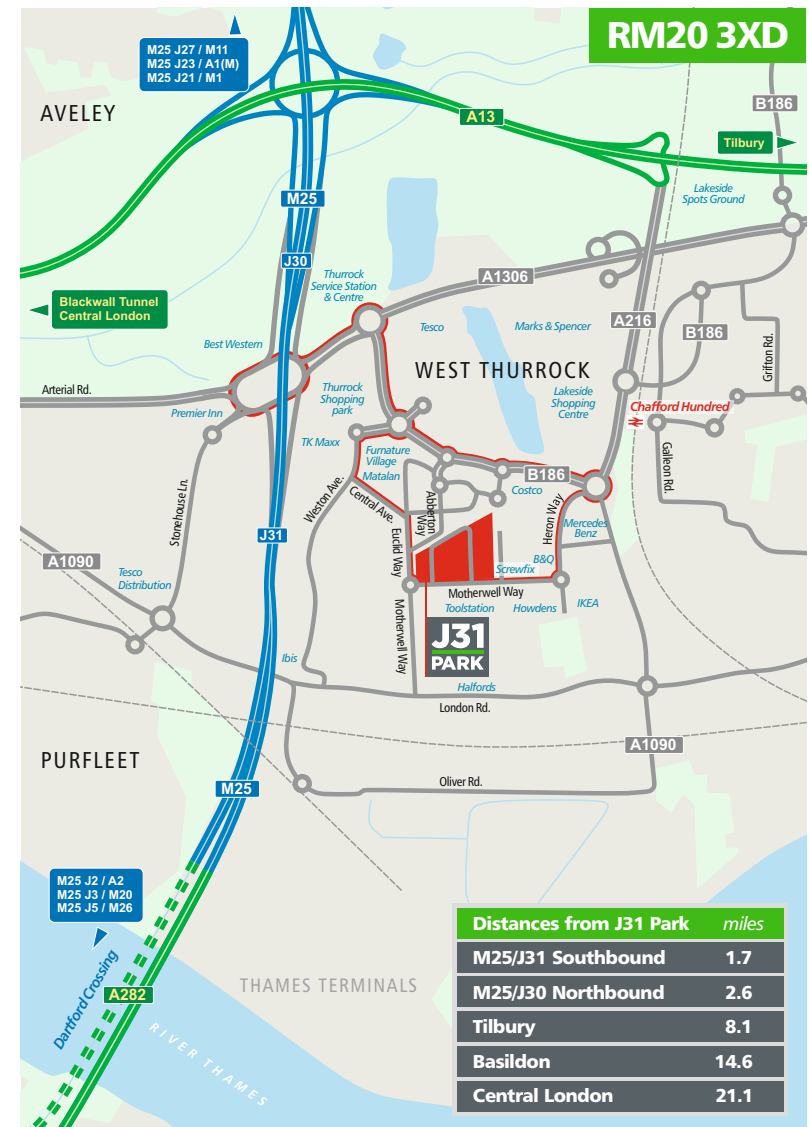 RM20 3XD
M25 J27 / M11
M25 J23 / A1(M)
M25 J21 / M1
AVELEY
B186
A13
Tilbury
Lakeside
Spots Ground
M25
J30
Thurrock
Service Station
& Centre
A1306
Blackwall Tunnel
Central London
A216
B186
Best Western
Tesco
Marks & Spencer
WEST THURROCK
Grifton Rd.
Arterial Rd.
Premier Inn
Thurrock
Shopping
park
Lakeside
Shopping
Centre
Chafford Hundred
TK Maxx
Furnature
Village
Matalan
B186
Costco
Galleon Rd.
Stonehouse Ln.
Weston Ave.
Central Ave.
Abberton
Way
Heron Way
Mercedes
Benz
J31
Euclid Way
A1090
Tesco
Distribution
B&Q
Screwfix
Motherwell Way
Toolstation
Howdens
IKEA
Motherwell Way
J31
PARK
Ibis
Halfords
London Rd.
A1090
PURFLEET
M25
Oliver Rd.
M25 J2 / A2
M25 J3 / M20
M25 J5 / M26
Dartford Crossing
A282
THAMES TERMINALS
RIVER THAMES
Distances from J31 Park miles
M25/J31 Southbound 1.7
M25/J30 Northbound 2.6
Tilbury 8.1
Basildon 14.6
Central London 21.1